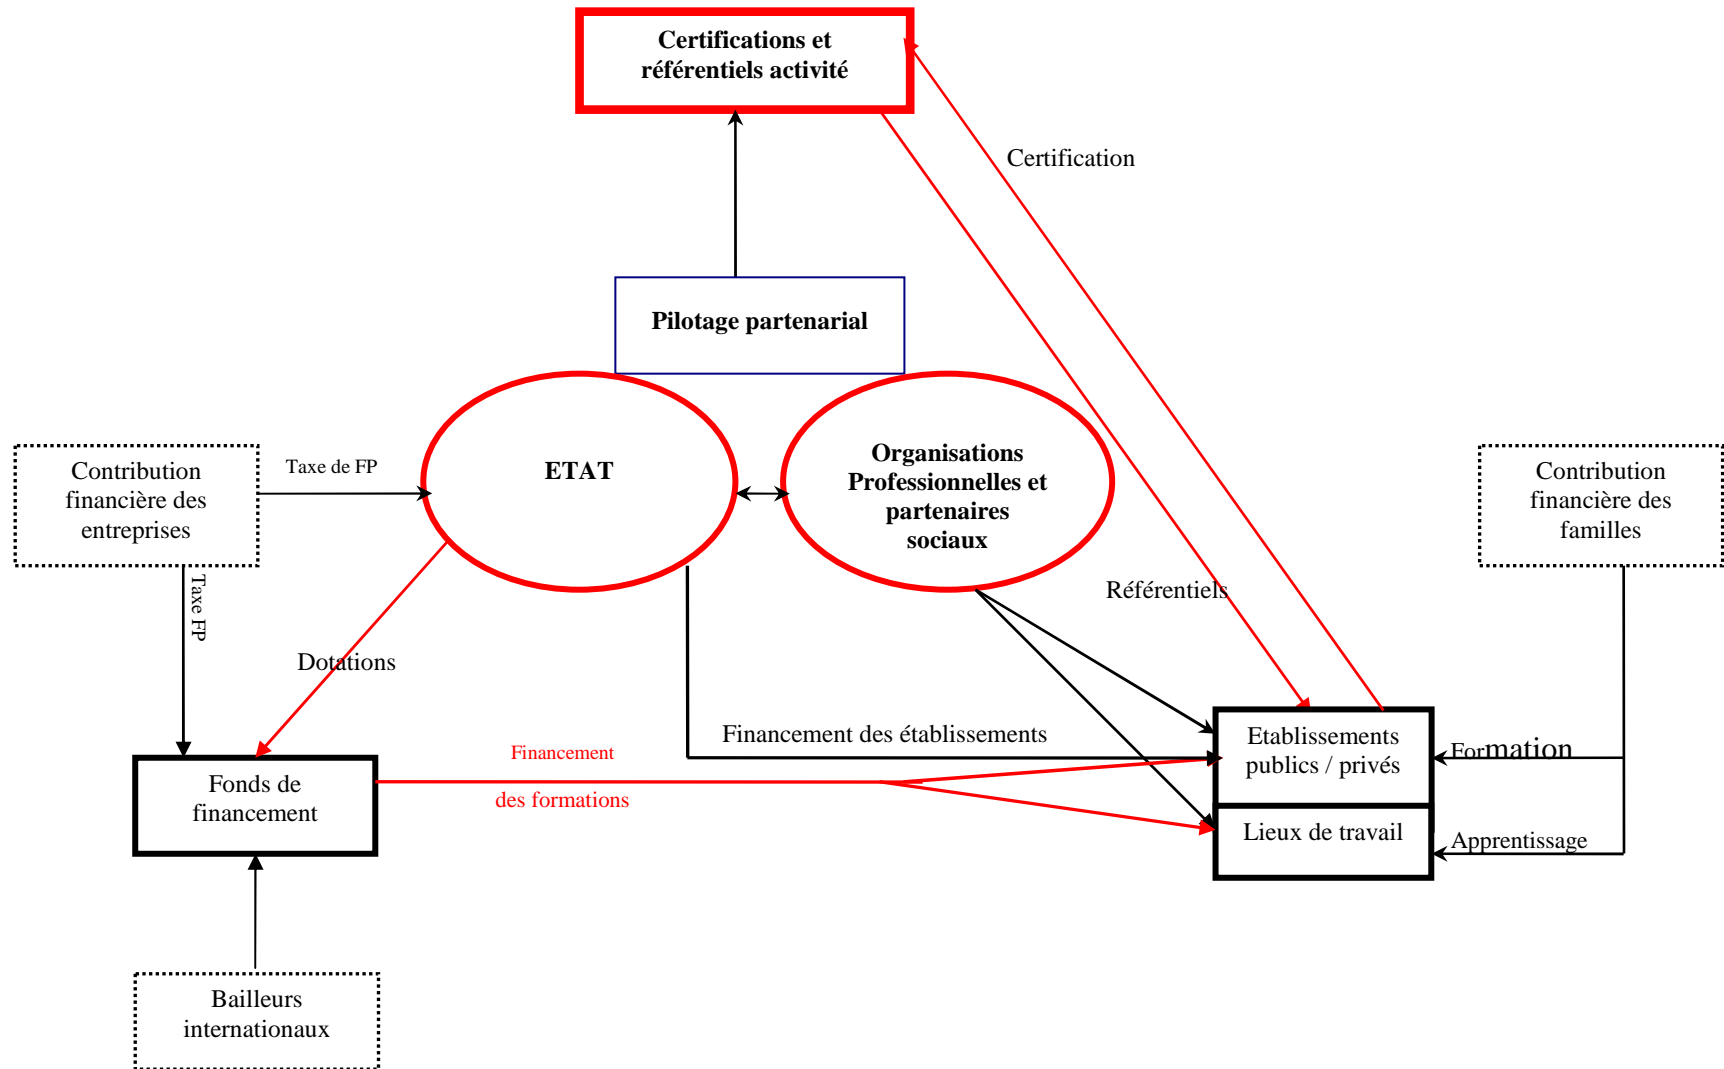 Certifications et
référentiels activité
Certification
Pilotage partenarial
Contribution
financière des
entreprises
Taxe de FP
ETAT
Organisations
Professionnelles et
partenaires
sociaux
Contribution
financière des
familles
Taxe FP
Référentiels
Dotations
Financement des établissements
Financement
des formations
Etablissements
publics / privés
Formation
Fonds de
financement
Lieux de travail
Apprentissage
Bailleurs
internationaux